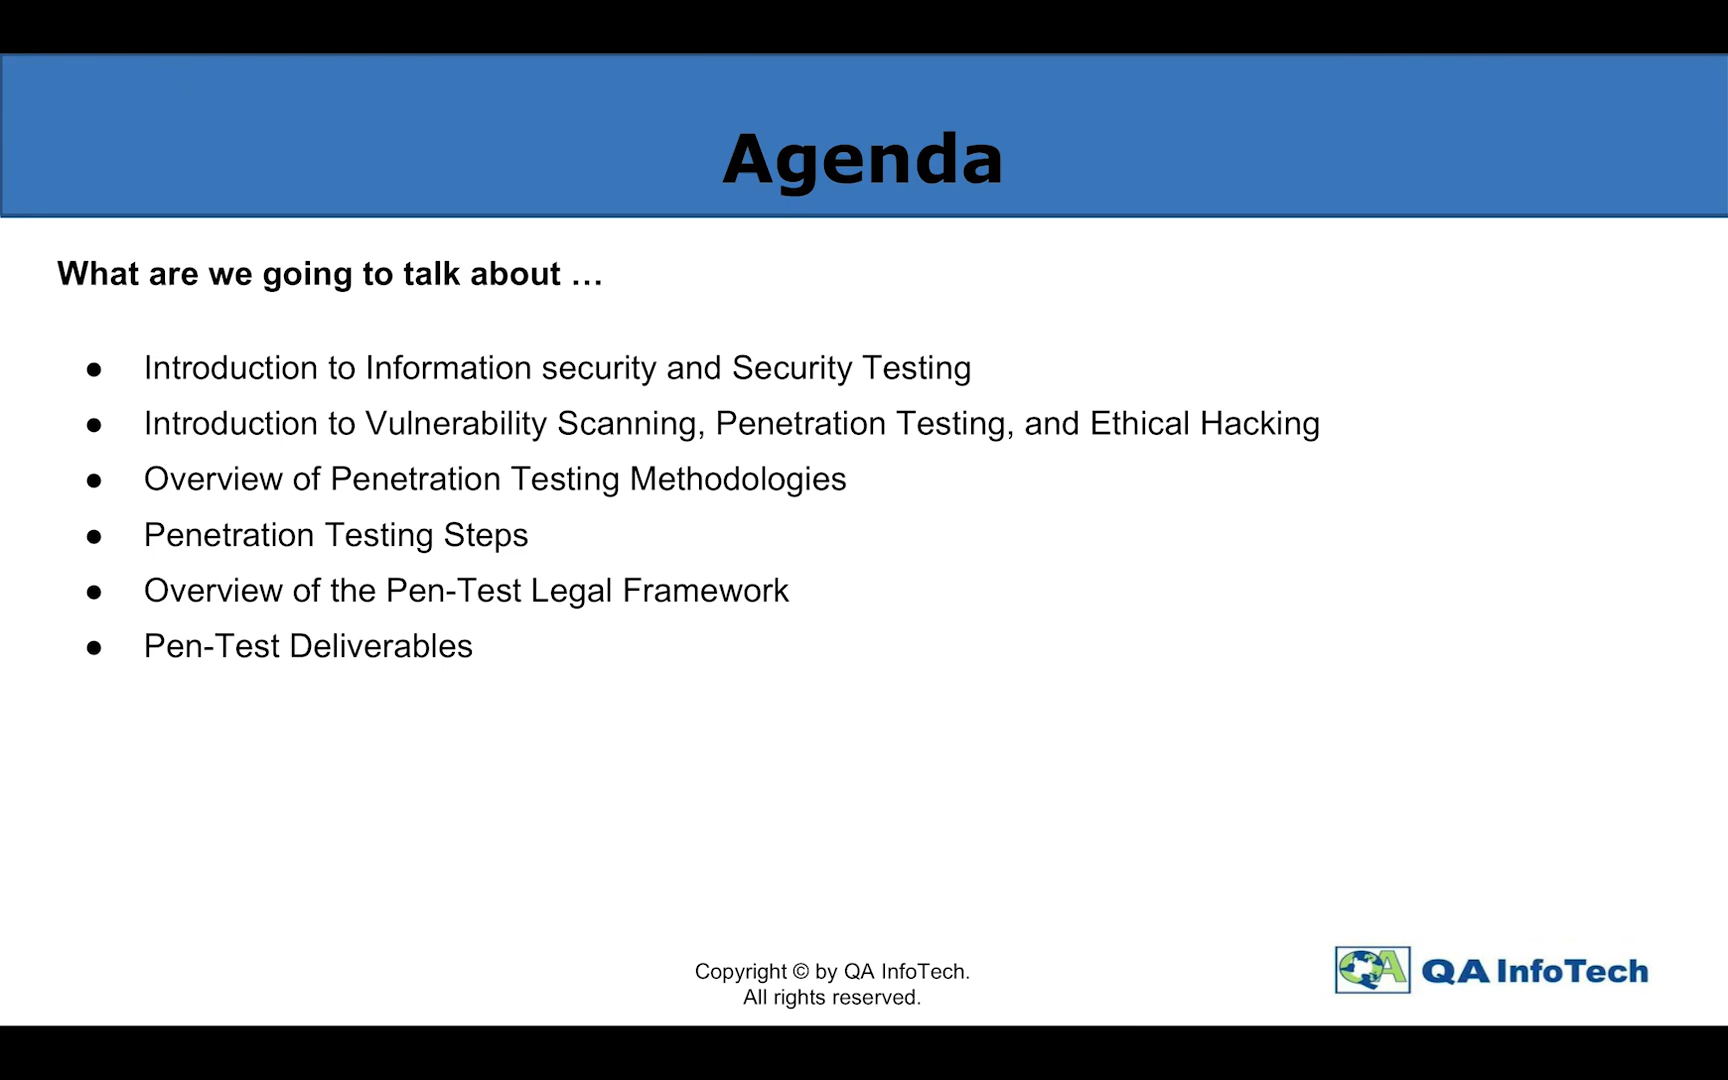 Agenda
What are we going to talk about …
● Introduction to Information security and Security Testing
● Introduction to Vulnerability Scanning, Penetration Testing, and Ethical Hacking
● Overview of Penetration Testing Methodologies
● Penetration Testing Steps
● Overview of the Pen-Test Legal Framework
● Pen-Test Deliverables
Copyright © by QA InfoTech.
All rights reserved.
QA QA InfoTech